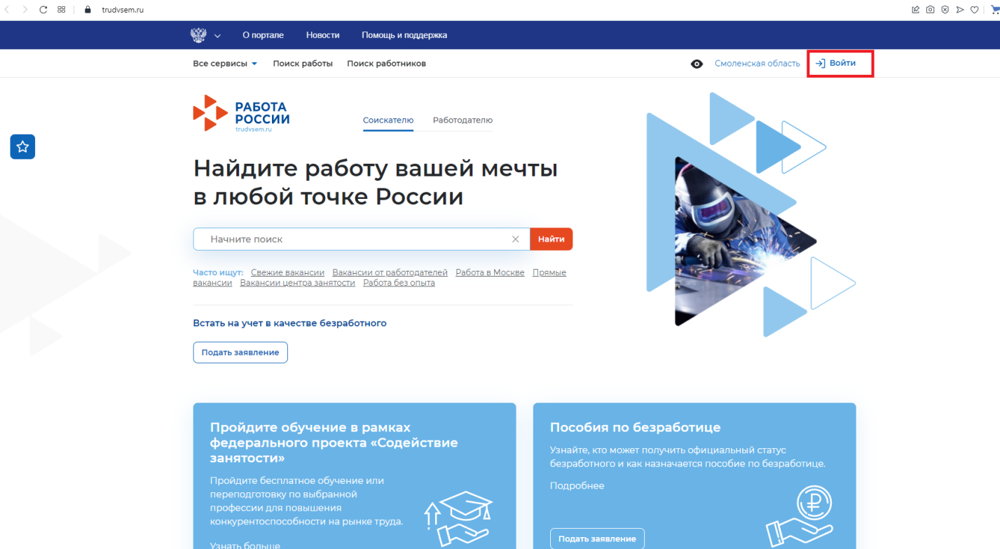 trudvsem.ru
О портале Новости Помощь и поддержка
Все сервисы Поиск работы Поиск работников Смоленская область Войти
РАБОТА
РОССИИ
trudvsem.ru
Соискателю Работодателю
Найдите работу вашей мечты
в любой точке России
Начните поиск Найти
Часто ищут: Свежие вакансии Вакансии от работодателей Работа в Москве Прямые
вакансии Вакансии центра занятости Работа без опыта
Встать на учет в качестве безработного
Подать заявление
Пройдите обучение в рамках
федерального проекта «Содействие
занятости»
Пройдите бесплатное обучение или
переподготовку по выбранной
профессии для повышения
конкурентоспособности на рынке труда.
Узнать больше
Пособия по безработице
Узнайте, кто может получить официальный статус
безработного и как назначается пособие по безработице.
Подробнее
Подать заявление